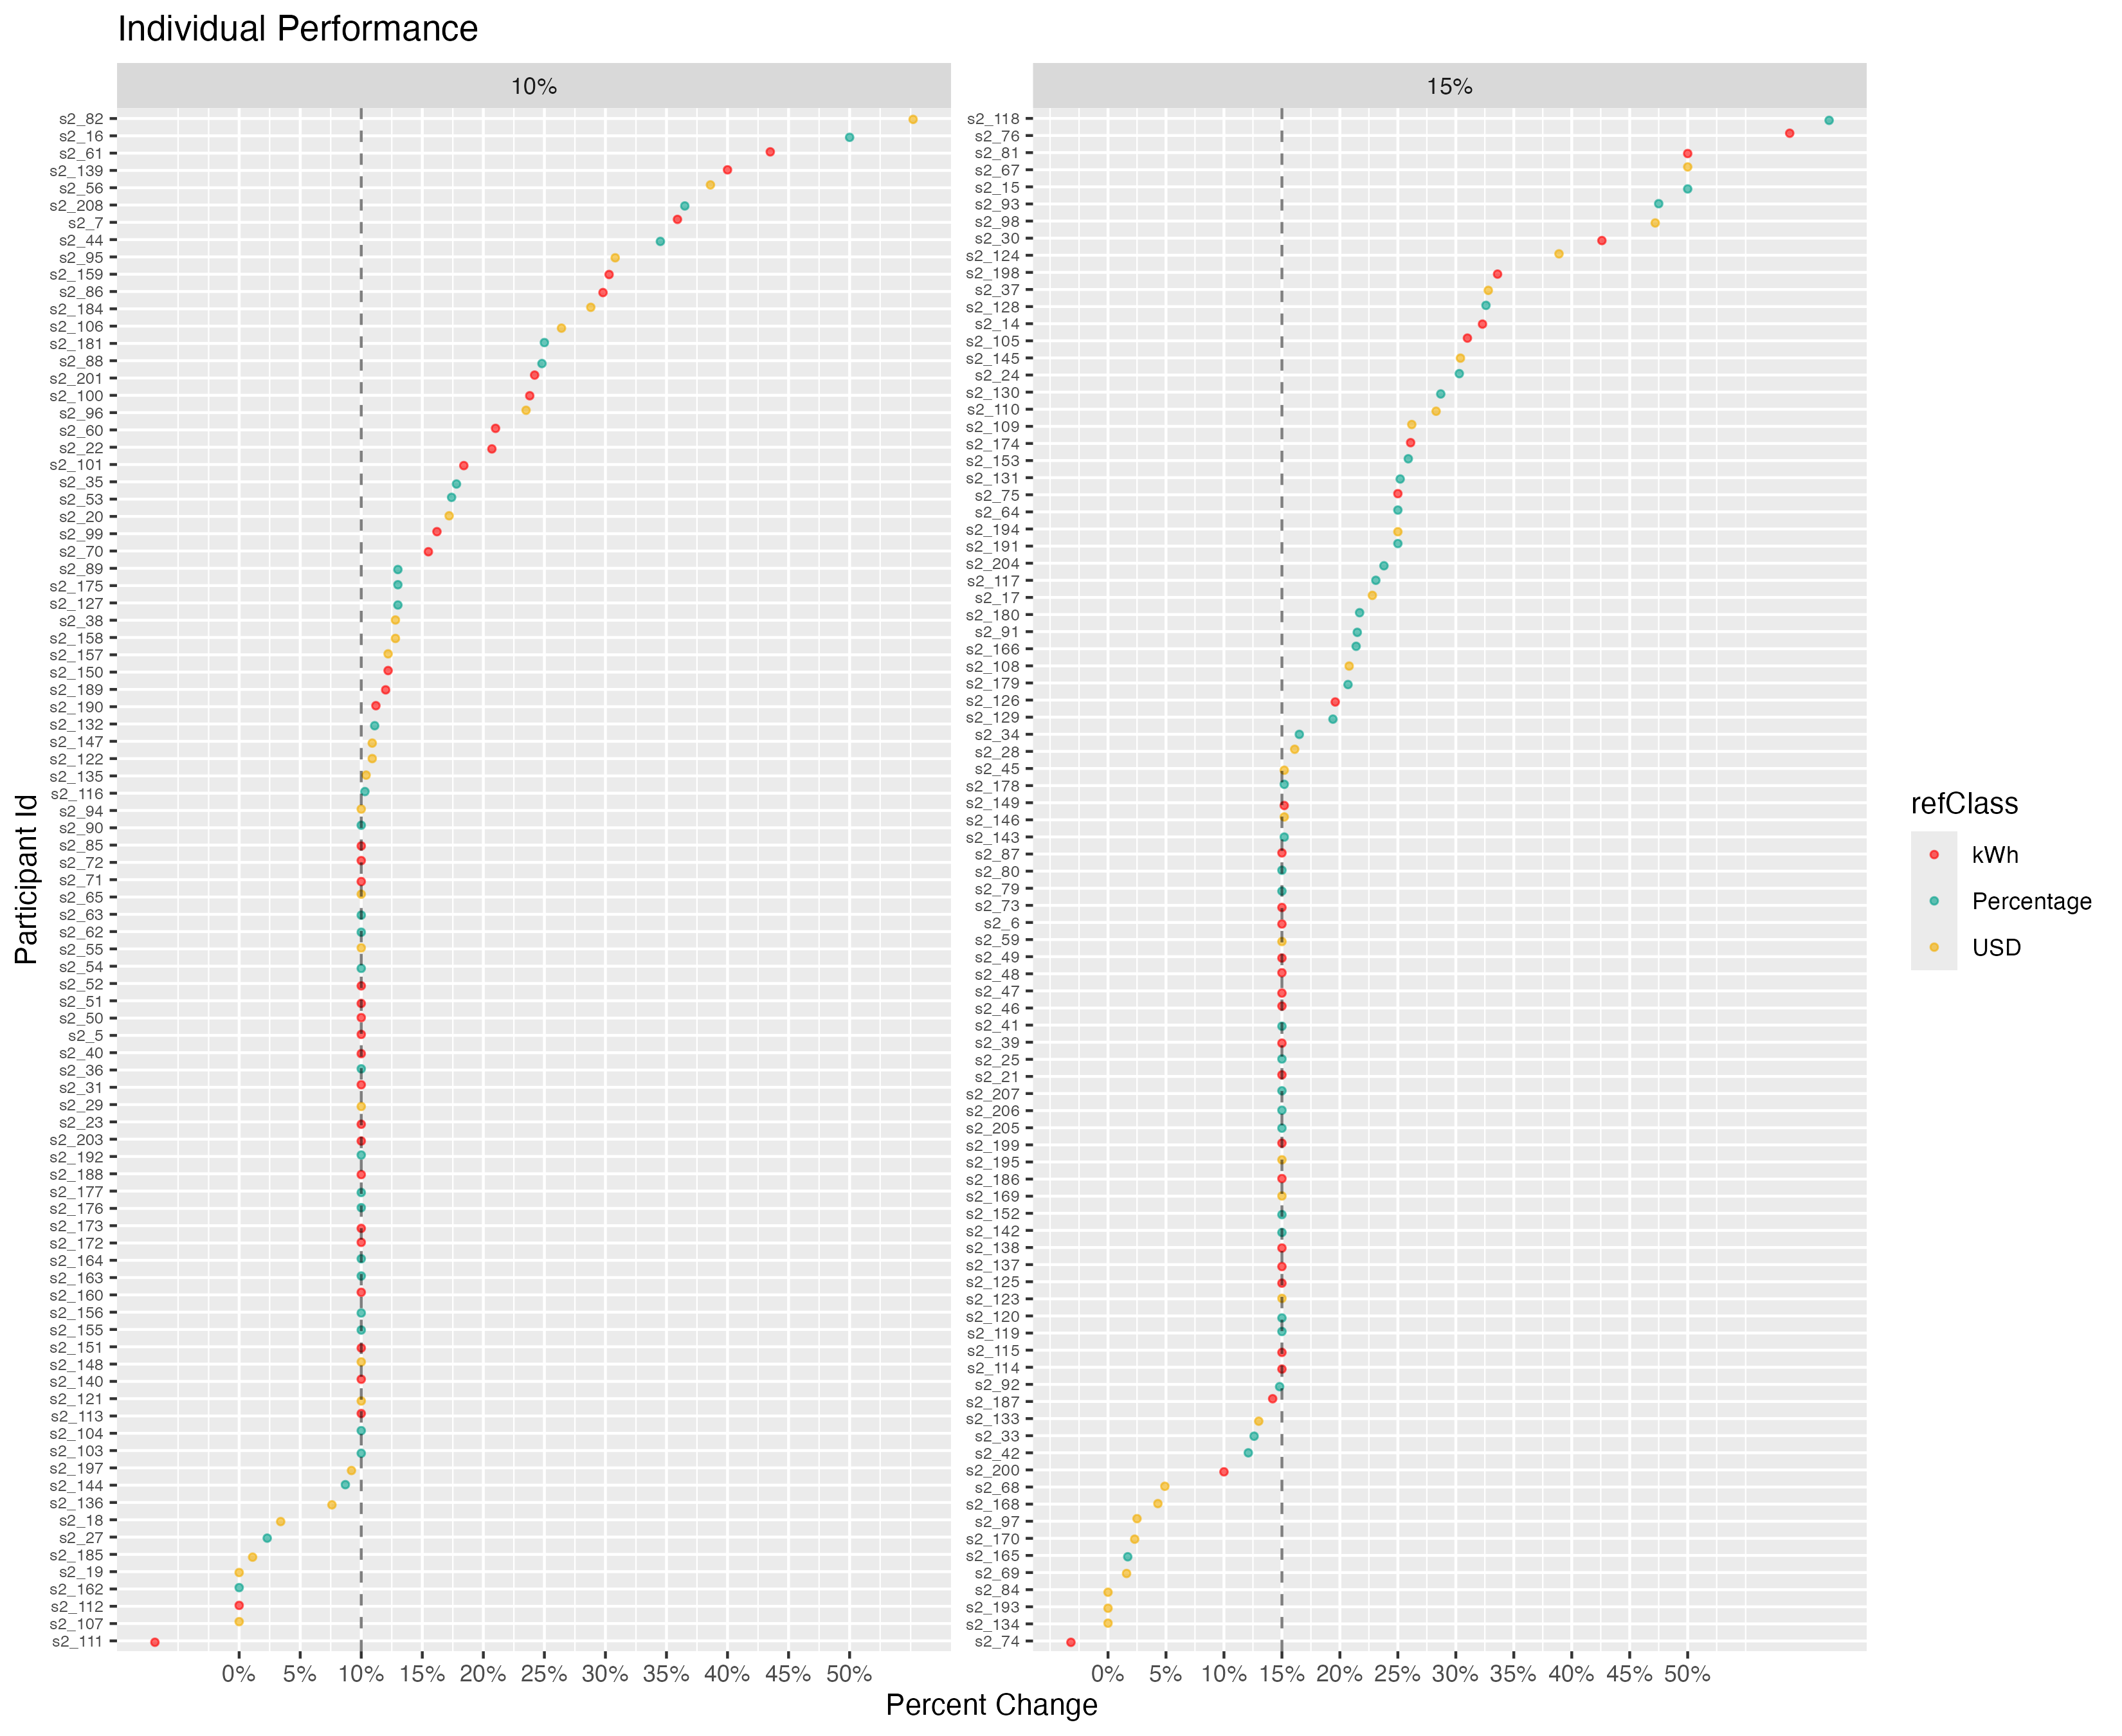 Individual Performance
10%
15%
Participant Id
s2_82
s2_16
s2_61
s2_139
s2_56
s2_208
s2_7
s2_44
s2_95
s2_159
s2_86
s2_184
s2_106
s2_181
s2_88
s2_201
s2_100
s2_96
s2_60
s2_22
s2_101
s2_35
s2_53
s2_20
s2_99
s2_70
s2_89
s2_175
s2_127
s2_38
s2_158
s2_157
s2_150
s2_189
s2_190
s2_132
s2_147
s2_122
s2_135
s2_116
s2_94
s2_90
s2_85
s2_72
s2_71
s2_65
s2_63
s2_62
s2_55
s2_54
s2_52
s2_51
s2_50
s2_5
s2_40
s2_36
s2_31
s2_29
s2_23
s2_203
s2_192
s2_188
s2_177
s2_176
s2_173
s2_172
s2_164
s2_163
s2_160
s2_156
s2_155
s2_151
s2_148
s2_140
s2_121
s2_113
s2_104
s2_103
s2_197
s2_144
s2_136
s2_18
s2_27
s2_185
s2_19
s2_162
s2_112
s2_107
s2_111
0% 5% 10% 15% 20% 25% 30% 35% 40% 45% 50%
s2_118
s2_76
s2_81
s2_67
s2_15
s2_93
s2_98
s2_30
s2_124
s2_198
s2_37
s2_128
s2_14
s2_105
s2_145
s2_24
s2_130
s2_110
s2_109
s2_174
s2_153
s2_131
s2_75
s2_64
s2_194
s2_191
s2_204
s2_117
s2_17
s2_180
s2_91
s2_166
s2_108
s2_179
s2_126
s2_129
s2_34
s2_28
s2_45
s2_178
s2_149
s2_146
s2_143
s2_87
s2_80
s2_79
s2_73
s2_6
s2_59
s2_49
s2_48
s2_47
s2_46
s2_41
s2_39
s2_25
s2_21
s2_207
s2_206
s2_205
s2_199
s2_195
s2_186
s2_169
s2_152
s2_142
s2_138
s2_137
s2_125
s2_123
s2_120
s2_119
s2_115
s2_114
s2_92
s2_187
s2_133
s2_33
s2_42
s2_200
s2_68
s2_168
s2_97
s2_170
s2_165
s2_69
s2_84
s2_193
s2_134
s2_74
0% 5% 10% 15% 20% 25% 30% 35% 40% 45% 50%
Percent Change
refClass
kWh
Percentage
USD